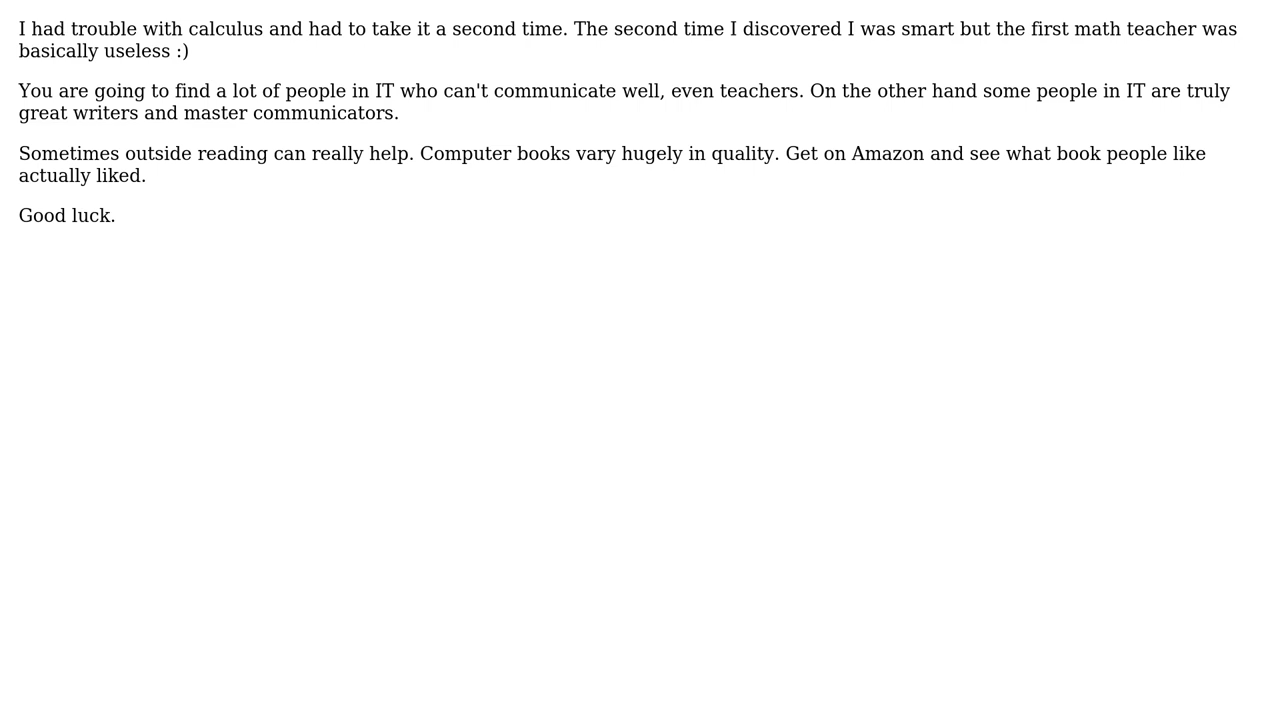 I had trouble with calculus and had to take it a second time. The second time I discovered I was smart but the first math teacher was
basically useless :)
You are going to find a lot of people in IT who can't communicate well, even teachers. On the other hand some people in IT are truly
great writers and master communicators.
Sometimes outside reading can really help. Computer books vary hugely in quality. Get on Amazon and see what book people like
actually liked.
Good luck.